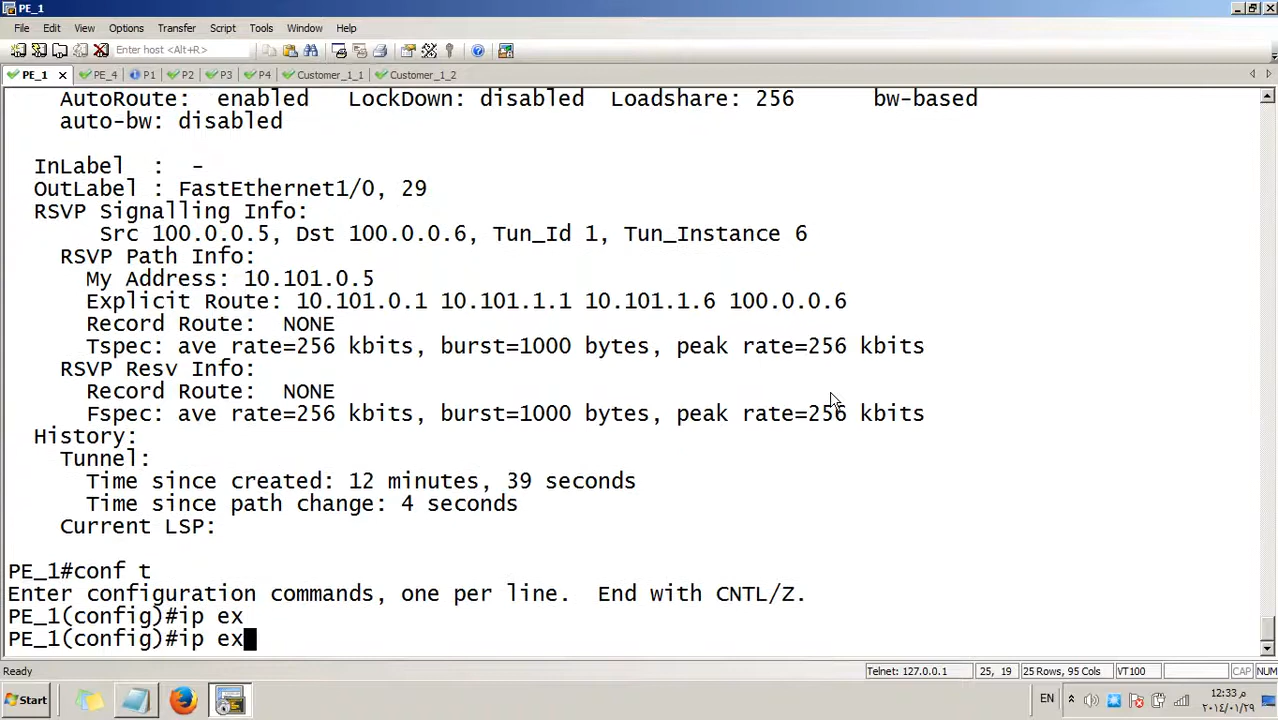 PE_1
File Edit View Options Transfer Script Tools Window Help
Enter host <Alt+R>
PE_1 PE_4 P1 P2 P3 P4 Customer_1_1 Customer_1_2
AutoRoute:  enabled   LockDown: disabled  Loadshare: 256      bw-based
auto-bw: disabled
InLabel  :  -
OutLabel : FastEthernet1/0, 29
RSVP Signalling Info:
Src 100.0.0.5, Dst 100.0.0.6, Tun_Id 1, Tun_Instance 6
RSVP Path Info:
My Address: 10.101.0.5
Explicit Route: 10.101.0.1 10.101.1.1 10.101.1.6 100.0.0.6
Record Route:  NONE
Tspec: ave rate=256 kbits, burst=1000 bytes, peak rate=256 kbits
RSVP Resv Info:
Record Route:  NONE
Fspec: ave rate=256 kbits, burst=1000 bytes, peak rate=256 kbits
History:
Tunnel:
Time since created: 12 minutes, 39 seconds
Time since path change: 4 seconds
Current LSP:
PE_1#conf t
Enter configuration commands, one per line.  End with CNTL/Z.
PE_1(config)#ip ex
PE_1(config)#ip ex
Ready Telnet: 127.0.0.1 25, 19 25 Rows, 95 Cols VT100 CAP NUM
Start EN 12:33 م
٢٠١٤/٠١/٢٩